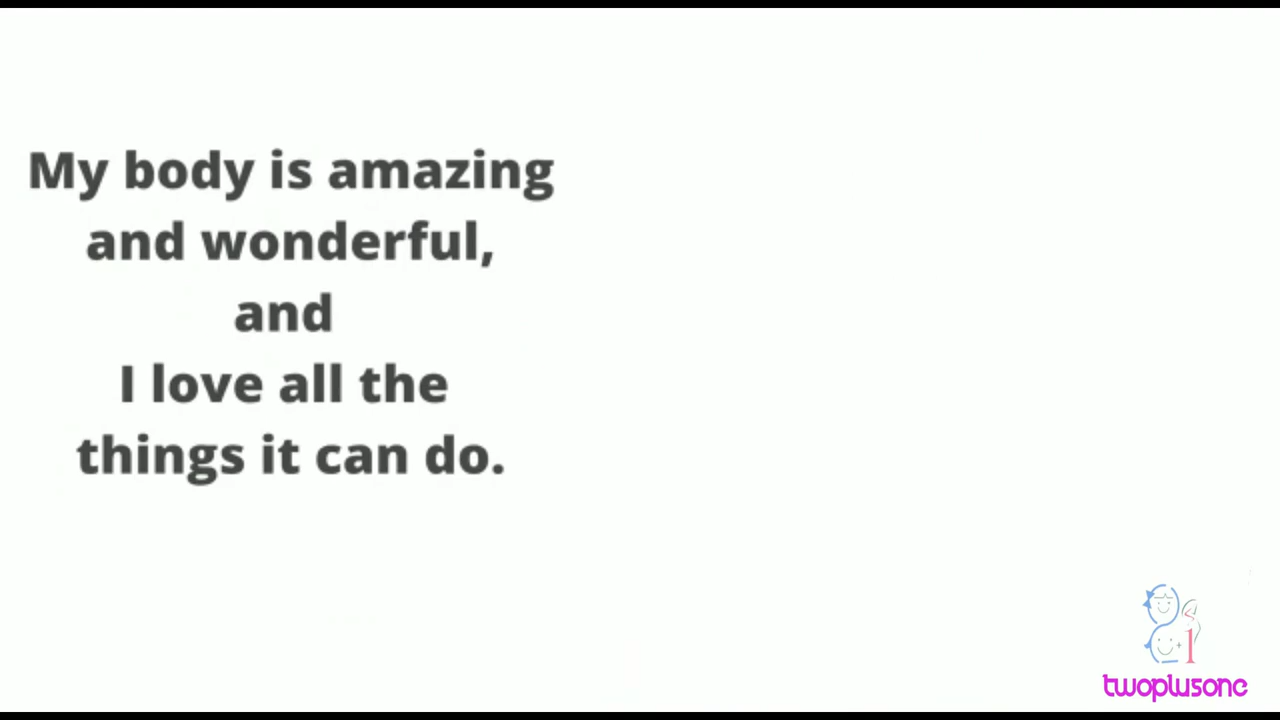 My body is amazing
and wonderful,
and
I love all the
things it can do.
twoplusone